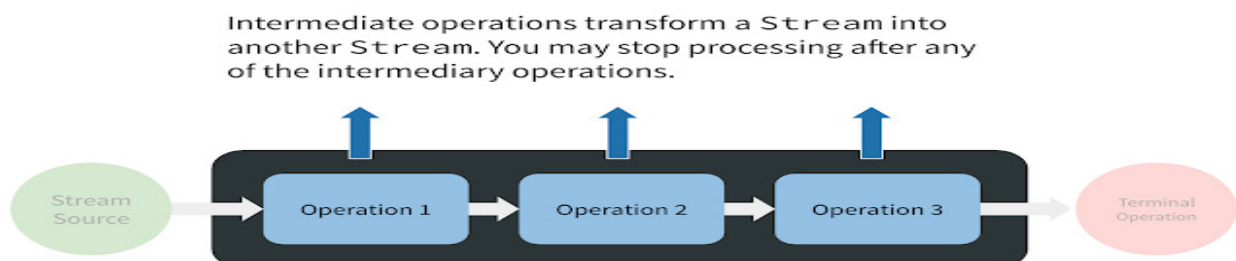 Intermediate operations transform a Stream into
another Stream. You may stop processing after any
of the intermediary operations.
Stream
Source
Operation 1
Operation 2
Operation 3
Terminal
Operation